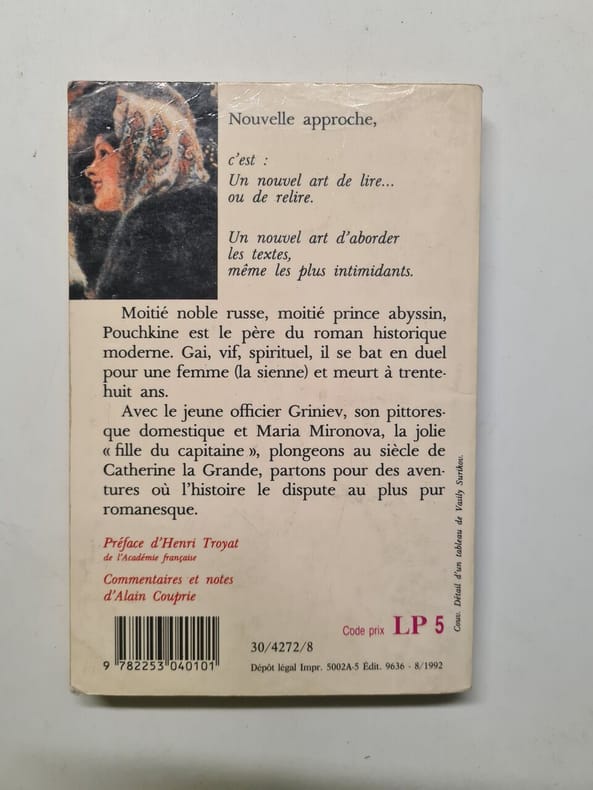 Nouvelle approche,
c'est :
Un nouvel art de lire...
ou de relire.
Un nouvel art d'aborder
les textes,
même les plus intimidants.
Moitié noble russe, moitié prince abyssin,
Pouchkine est le père du roman historique
moderne. Gai, vif, spirituel, il se bat en duel
pour une femme (la sienne) et meurt à trente-
huit ans.
Avec le jeune officier Griniev, son pittores-
que domestique et Maria Mironova, la jolie
« fille du capitaine », plongeons au siècle de
Catherine la Grande, partons pour des aven-
tures où l'histoire le dispute au plus pur
romanesque.
Préface d'Henri Troyat
de l'Académie française
Commentaires et notes
d'Alain Couprie
Couv. Détail d'un tableau de Vasily Surikov.
Code prix LP 5
9 782253 040101
30/4272/8
Dépôt légal Impr. 5002A-5 Édit. 9636 - 8/1992